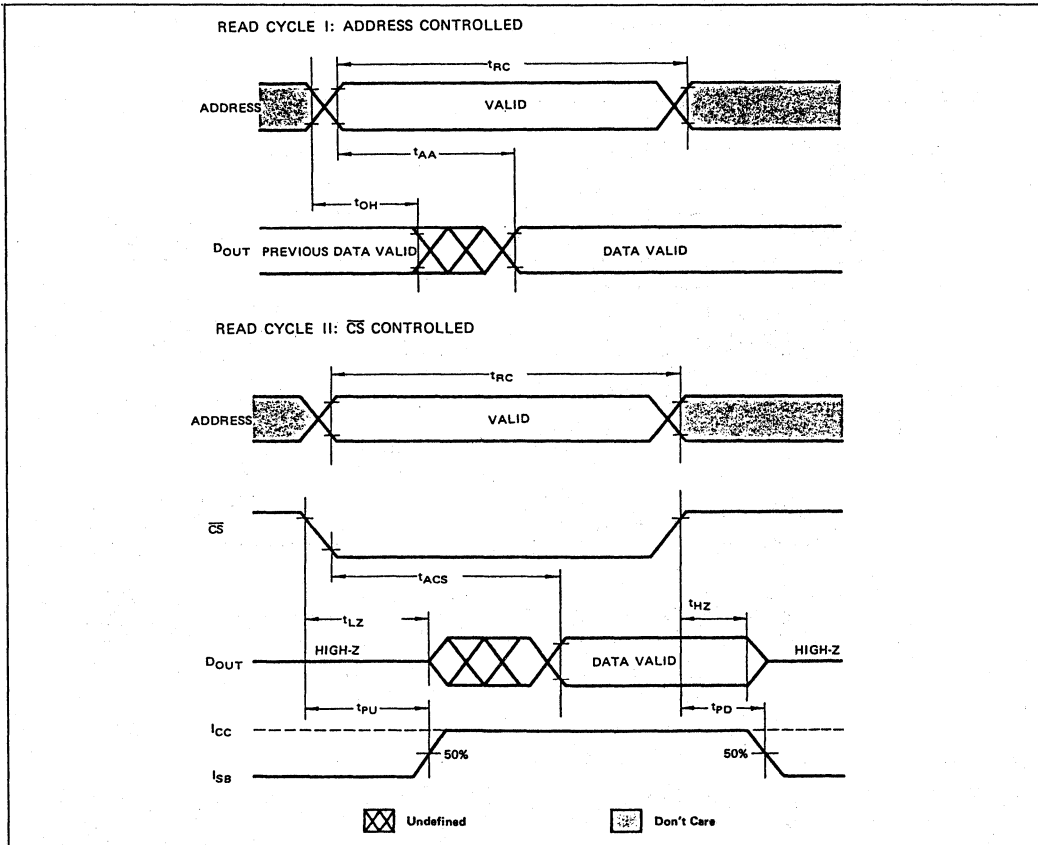 READ CYCLE I: ADDRESS CONTROLLED
tRC
ADDRESS
VALID
tAA
tOH
DOUT PREVIOUS DATA VALID
DATA VALID
READ CYCLE II: C̅S̅ CONTROLLED
tRC
ADDRESS
VALID
C̅S̅
tACS
tLZ
tHZ
DOUT
HIGH-Z
DATA VALID
HIGH-Z
tPU
tPD
ICC
50%
50%
ISB
Undefined
Don't Care